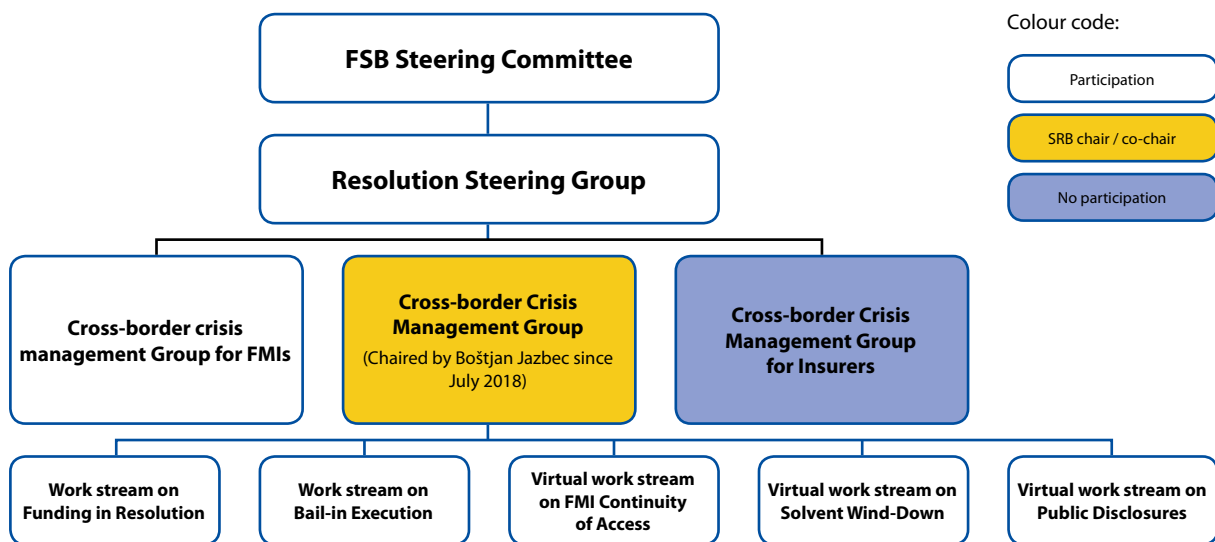 Colour code:
FSB Steering Committee
Participation
SRB chair / co-chair
Resolution Steering Group
No participation
Cross-border crisis
management Group for FMIs
Cross-border Crisis
Management Group
(Chaired by Boštjan Jazbec since
July 2018)
Cross-border Crisis
Management Group
for Insurers
Work stream on
Funding in Resolution
Work stream on
Bail-in Execution
Virtual work stream
on FMI Continuity
of Access
Virtual work stream on
Solvent Wind-Down
Virtual work stream on
Public Disclosures